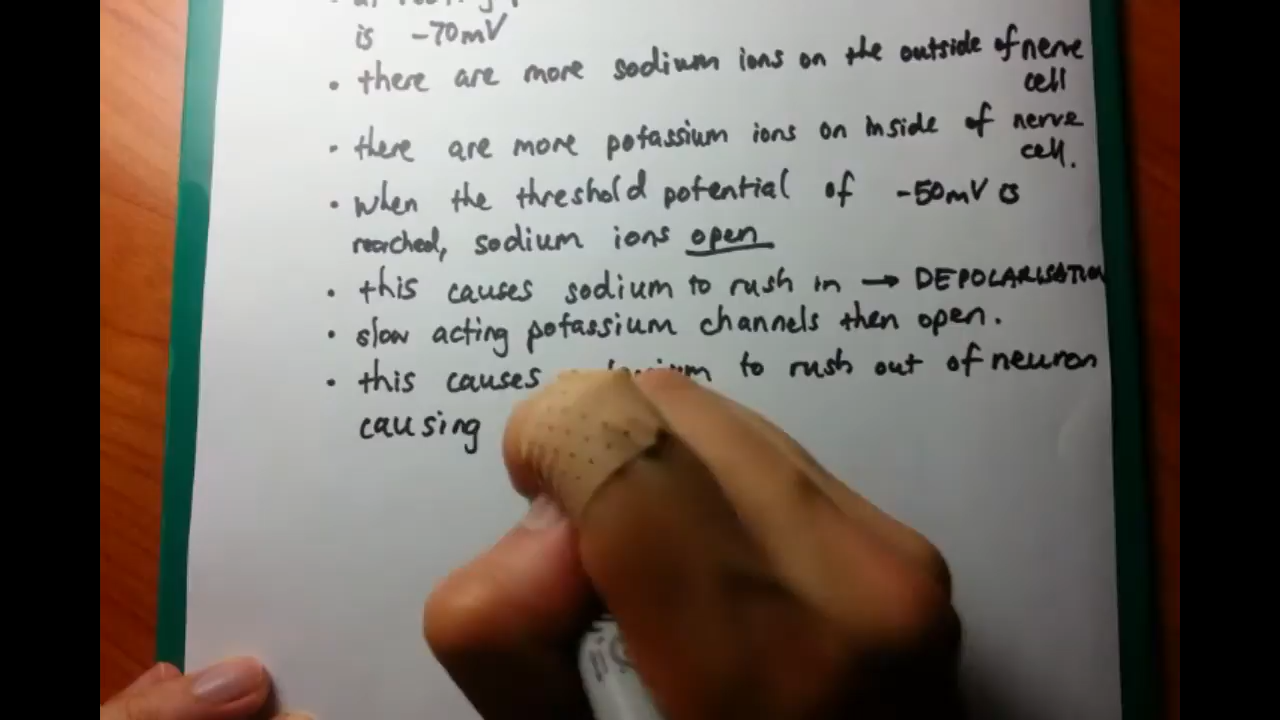 is -70mV
• there are more sodium ions on the outside of nerve
cell
• there are more potassium ions on inside of nerve
cell.
• when the threshold potential of -50mV is
reached, sodium ions open
• this causes sodium to rush in → DEPOLARISATION
• slow acting potassium channels then open.
• this causes to rush out of neuron
causing